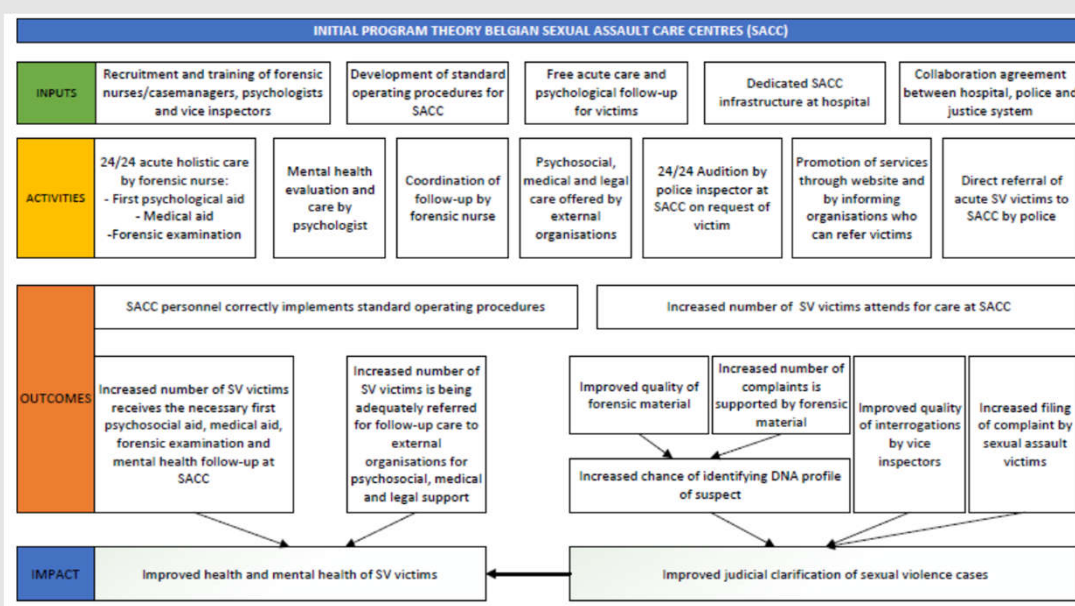 INITIAL PROGRAM THEORY BELGIAN SEXUAL ASSAULT CARE CENTRES (SACC)
INPUTS
Recruitment and training of forensic
nurses/casemanagers, psychologists
and vice inspectors
Development of standard
operating procedures for
SACC
Free acute care and
psychological follow-up
for victims
Dedicated SACC
infrastructure at hospital
Collaboration agreement
between hospital, police and
justice system
ACTIVITIES
24/24 acute holistic care
by forensic nurse:
- First psychological aid
- Medical aid
-Forensic examination
Mental health
evaluation and
care by
psychologist
Coordination of
follow-up by
forensic nurse
Psychosocial,
medical and legal
care offered by
external
organisations
24/24 Audition by
police inspector at
SACC on request of
victim
Promotion of services
through website and
by informing
organisations who
can refer victims
Direct referral of
acute SV victims to
SACC by police
OUTCOMES
SACC personnel correctly implements standard operating procedures
Increased number of SV victims attends for care at SACC
Increased number of SV victims
receives the necessary first
psychosocial aid, medical aid,
forensic examination and
mental health follow-up at
SACC
Increased number of
SV victims is being
adequately referred
for follow-up care to
external
organisations for
psychosocial, medical
and legal support
Improved quality of
forensic material
Increased number of
complaints is
supported by forensic
material
Increased chance of identifying DNA profile
of suspect
Improved quality
of interrogations
by vice
inspectors
Increased filing
of complaint by
sexual assault
victims
IMPACT
Improved health and mental health of SV victims
Improved judicial clarification of sexual violence cases